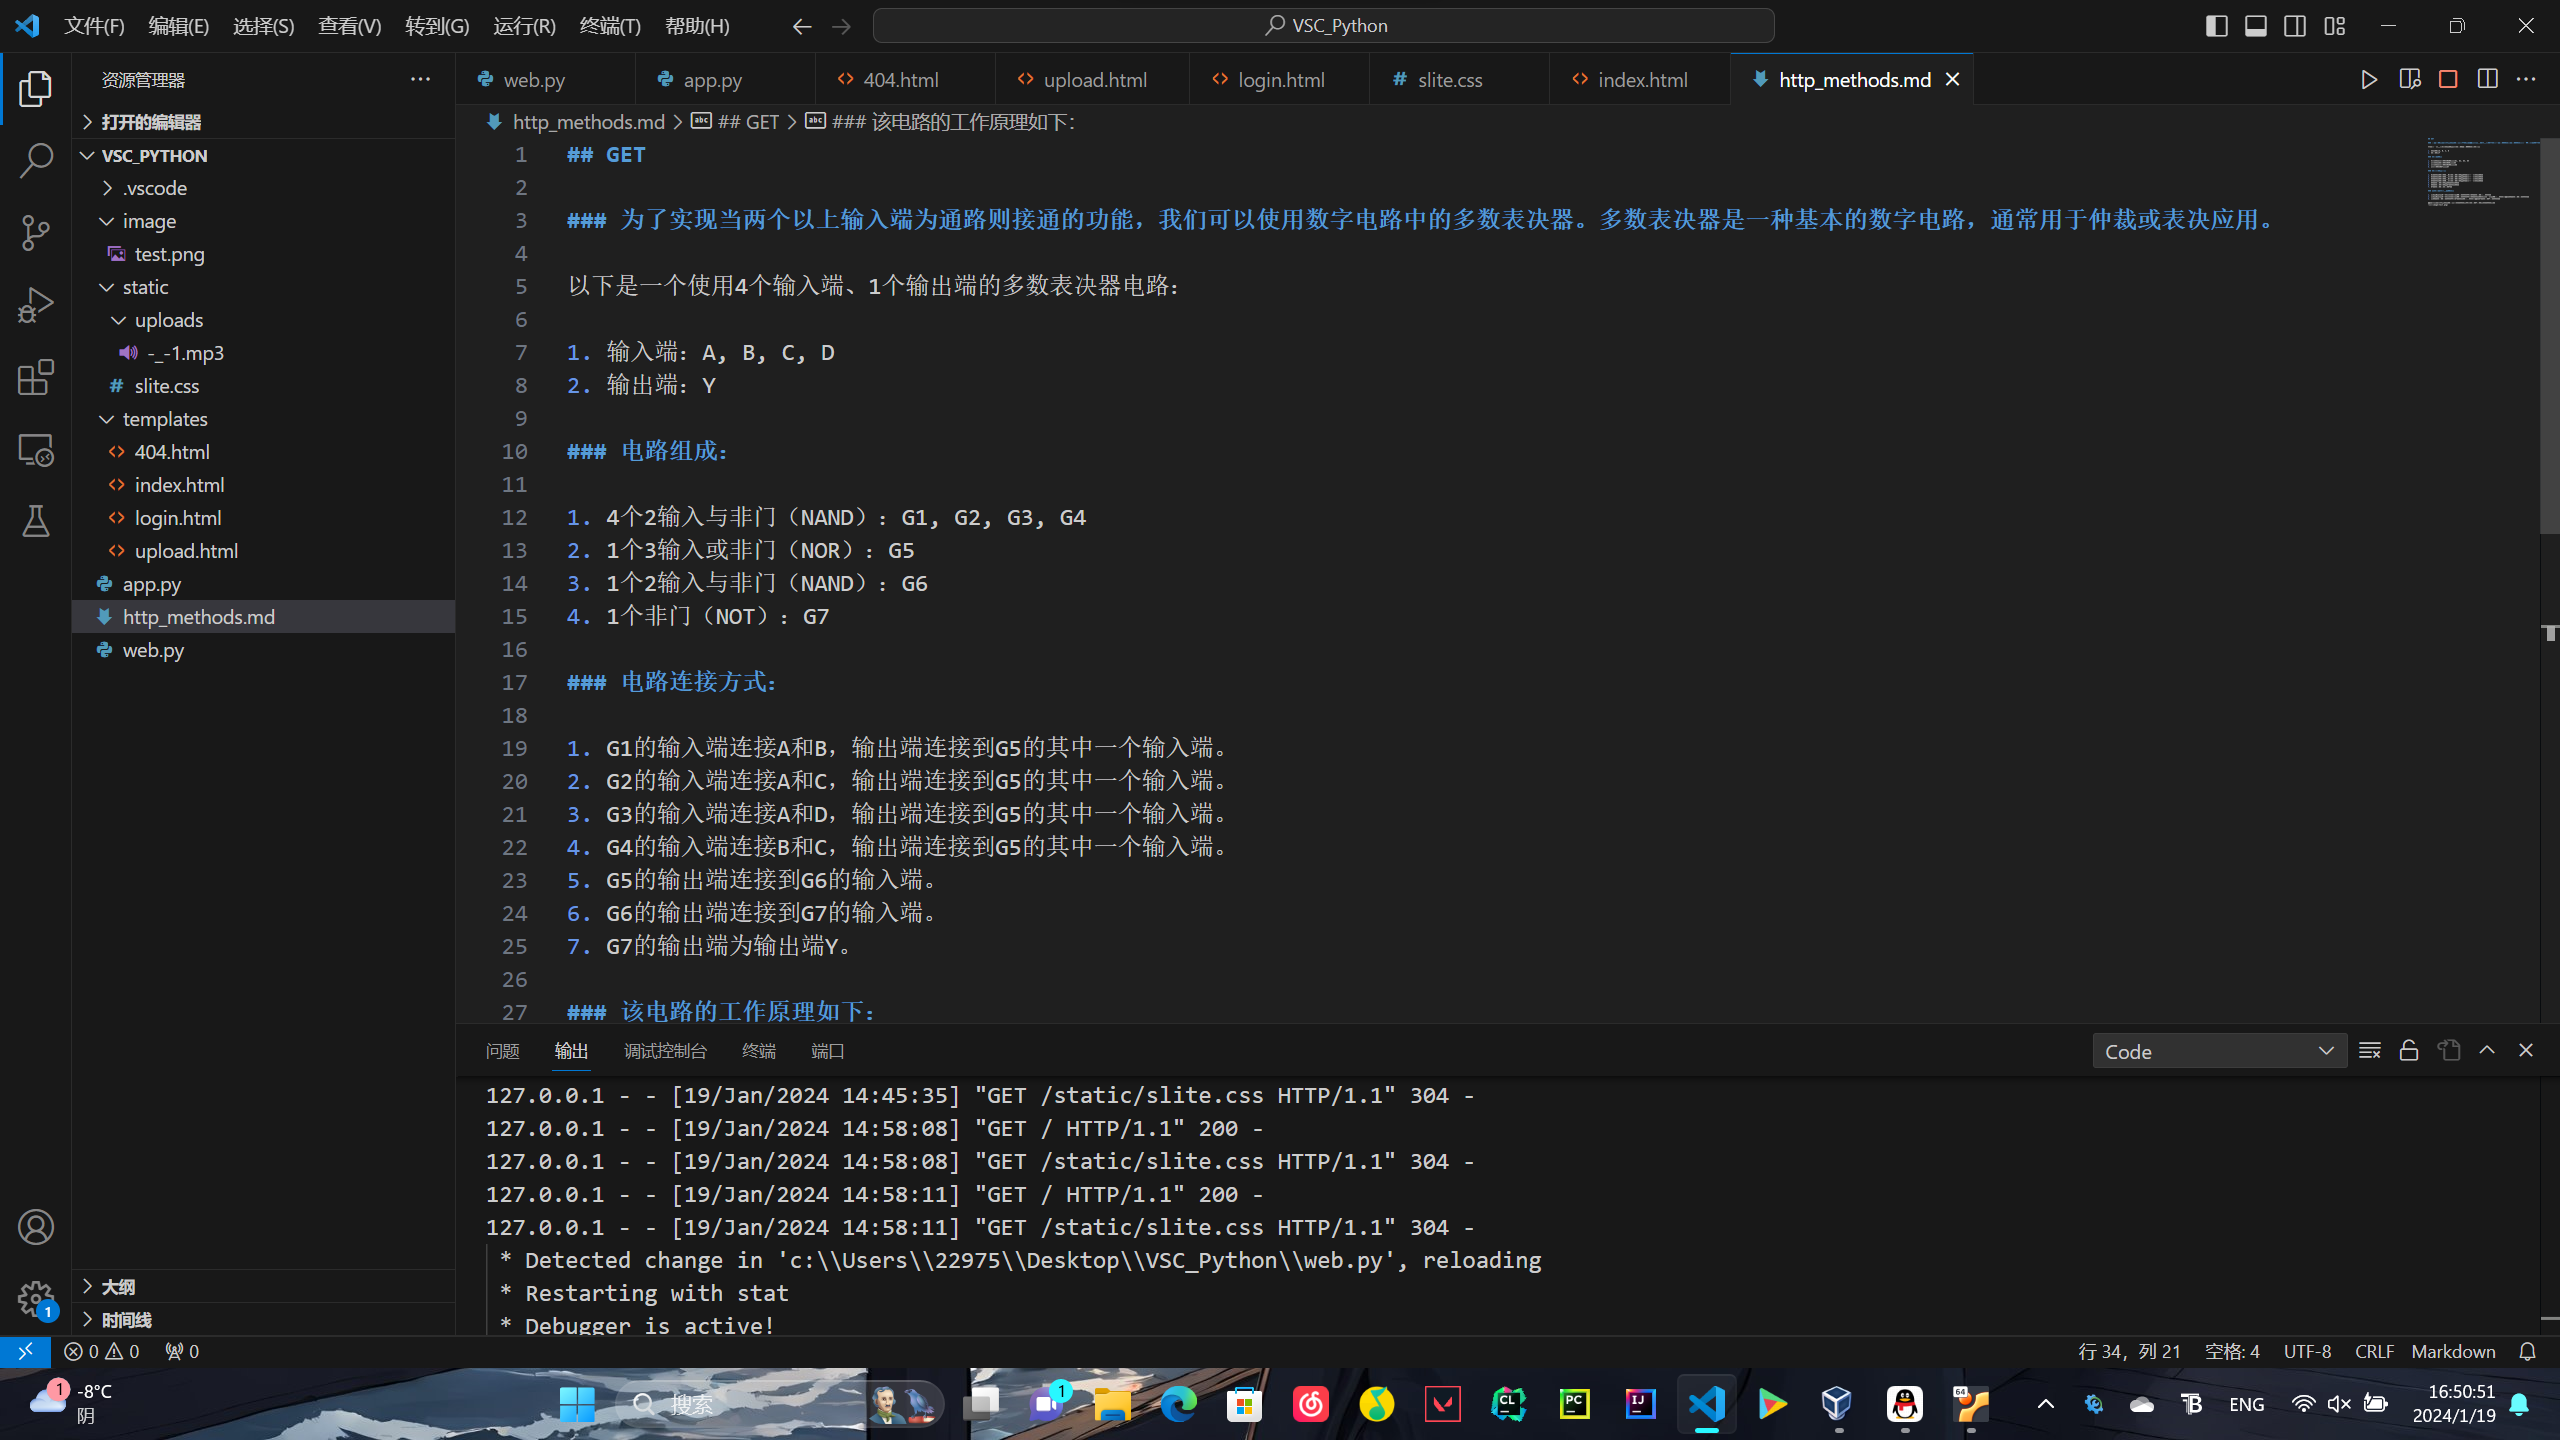 文件(F) 编辑(E) 选择(S) 查看(V) 转到(G) 运行(R) 终端(T) 帮助(H) VSC_Python
资源管理器
打开的编辑器
VSC_PYTHON
.vscode
image
test.png
static
uploads
-_-1.mp3
slite.css
templates
404.html
index.html
login.html
upload.html
app.py
http_methods.md
web.py
大纲
时间线
web.py app.py 404.html upload.html login.html slite.css index.html http_methods.md
http_methods.md > ## GET > ### 该电路的工作原理如下：
1 ## GET
2
3 ### 为了实现当两个以上输入端为通路则接通的功能，我们可以使用数字电路中的多数表决器。多数表决器是一种基本的数字电路，通常用于仲裁或表决应用。
4
5 以下是一个使用4个输入端、1个输出端的多数表决器电路：
6
7 1. 输入端：A, B, C, D
8 2. 输出端：Y
9
10 ### 电路组成：
11
12 1. 4个2输入与非门（NAND）：G1, G2, G3, G4
13 2. 1个3输入或非门（NOR）：G5
14 3. 1个2输入与非门（NAND）：G6
15 4. 1个非门（NOT）：G7
16
17 ### 电路连接方式：
18
19 1. G1的输入端连接A和B，输出端连接到G5的其中一个输入端。
20 2. G2的输入端连接A和C，输出端连接到G5的其中一个输入端。
21 3. G3的输入端连接A和D，输出端连接到G5的其中一个输入端。
22 4. G4的输入端连接B和C，输出端连接到G5的其中一个输入端。
23 5. G5的输出端连接到G6的输入端。
24 6. G6的输出端连接到G7的输入端。
25 7. G7的输出端为输出端Y。
26
27 ### 该电路的工作原理如下：
问题 输出 调试控制台 终端 端口 Code
127.0.0.1 - - [19/Jan/2024 14:45:35] "GET /static/slite.css HTTP/1.1" 304 -
127.0.0.1 - - [19/Jan/2024 14:58:08] "GET / HTTP/1.1" 200 -
127.0.0.1 - - [19/Jan/2024 14:58:08] "GET /static/slite.css HTTP/1.1" 304 -
127.0.0.1 - - [19/Jan/2024 14:58:11] "GET / HTTP/1.1" 200 -
127.0.0.1 - - [19/Jan/2024 14:58:11] "GET /static/slite.css HTTP/1.1" 304 -
* Detected change in 'c:\\Users\\22975\\Desktop\\VSC_Python\\web.py', reloading
* Restarting with stat
* Debugger is active!
1
0 0 0 行 34，列 21 空格: 4 UTF-8 CRLF Markdown
1 -8°C
阴
搜索 1 CL PC IJ 64 ENG
16:50:51
2024/1/19